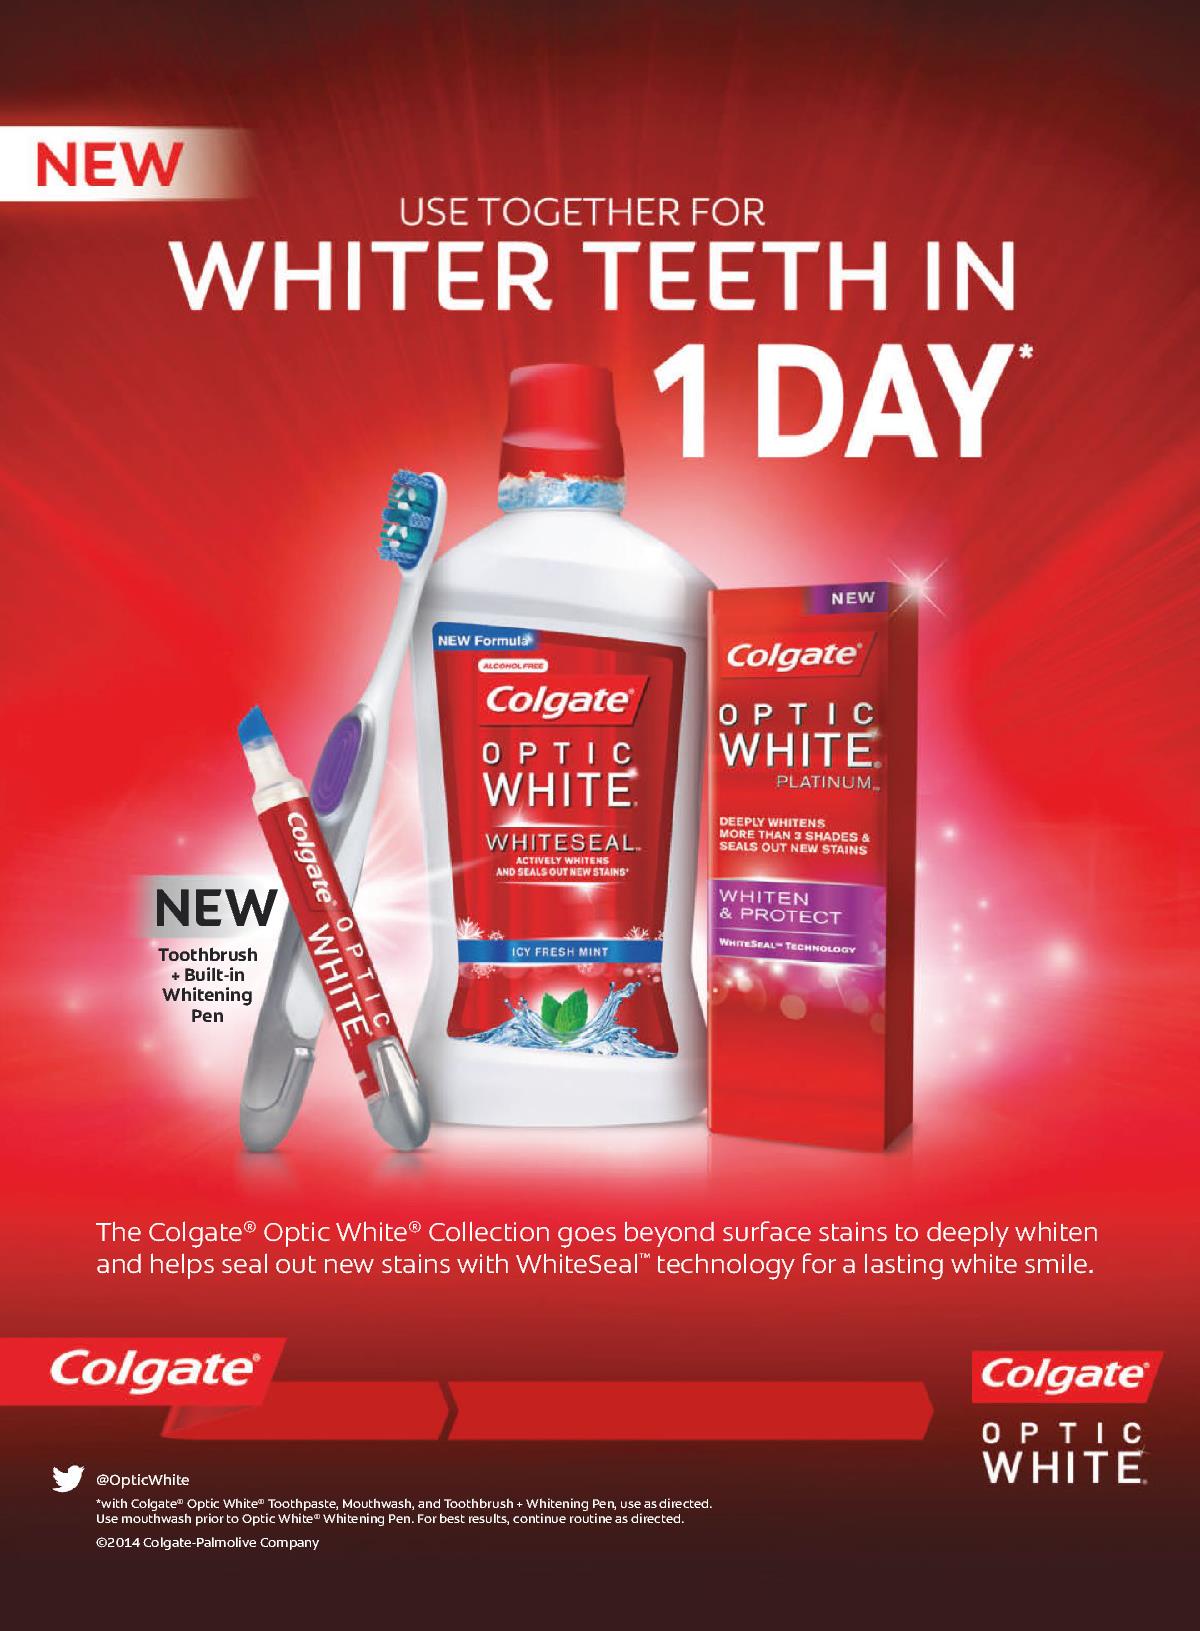 NEW
USE TOGETHER FOR
WHITER TEETH IN
1 DAY*
NEW Formula
ALCOHOL FREE
Colgate®
OPTIC
WHITE®
WHITESEAL™
ACTIVELY WHITENS
AND SEALS OUT NEW STAINS*
ICY FRESH MINT
NEW
Colgate®
OPTIC
WHITE®
PLATINUM™
DEEPLY WHITENS
MORE THAN 3 SHADES &
SEALS OUT NEW STAINS
WHITEN
& PROTECT
WHITESEAL™ TECHNOLOGY
Colgate® OPTIC
WHITE®
NEW
Toothbrush
+ Built-in
Whitening
Pen
The Colgate® Optic White® Collection goes beyond surface stains to deeply whiten
and helps seal out new stains with WhiteSeal™ technology for a lasting white smile.
Colgate®
Colgate®
OPTIC
WHITE®
@OpticWhite
*with Colgate® Optic White® Toothpaste, Mouthwash, and Toothbrush + Whitening Pen, use as directed.
Use mouthwash prior to Optic White® Whitening Pen. For best results, continue routine as directed.
©2014 Colgate-Palmolive Company